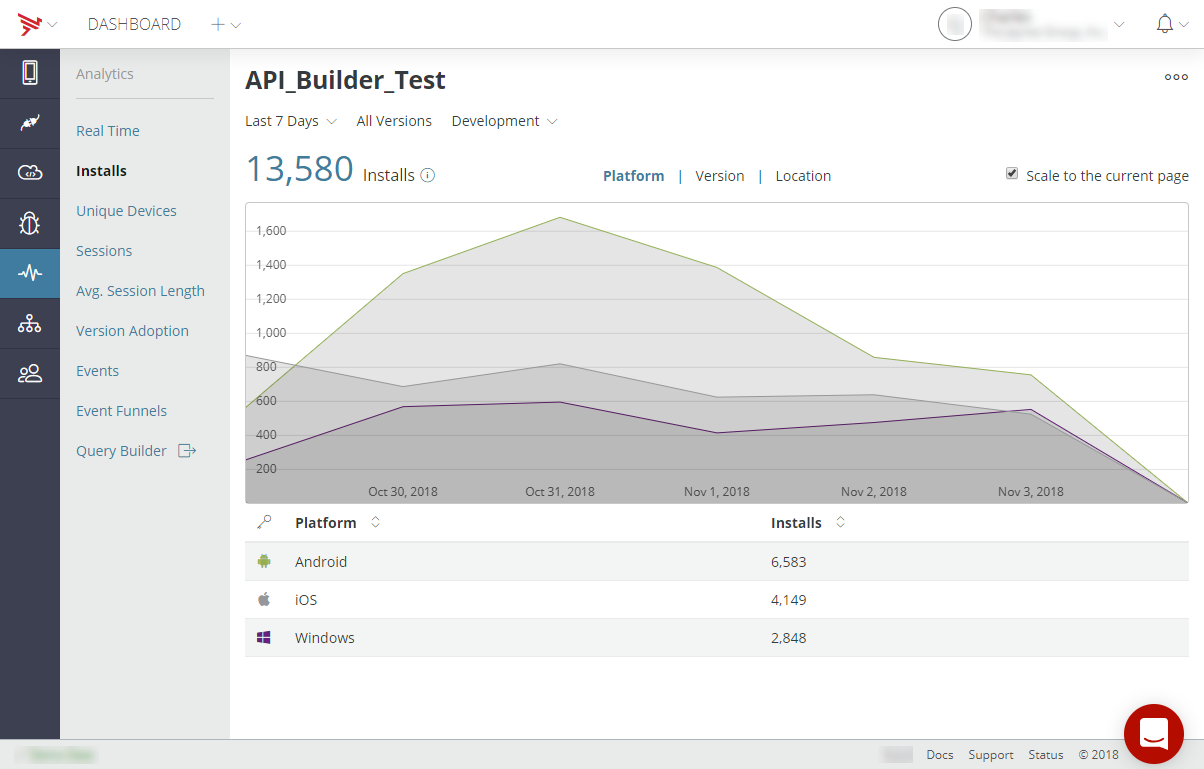 DASHBOARD
Analytics
Real Time
Installs
Unique Devices
Sessions
Avg. Session Length
Version Adoption
Events
Event Funnels
Query Builder
API_Builder_Test
Last 7 Days All Versions Development
13,580 Installs
Platform | Version | Location
Scale to the current page
1,600
1,400
1,200
1,000
800
600
400
200
Oct 30, 2018 Oct 31, 2018 Nov 1, 2018 Nov 2, 2018 Nov 3, 2018
Platform Installs
Android 6,583
iOS 4,149
Windows 2,848
Docs Support Status © 2018